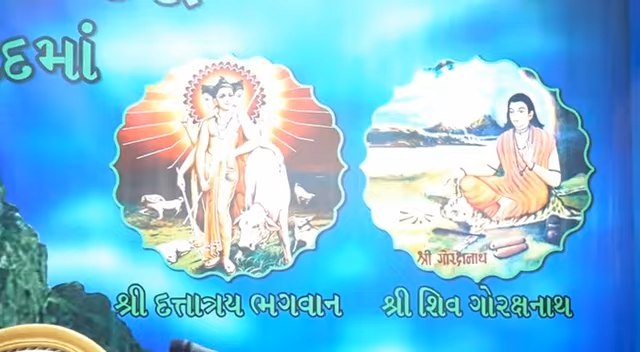 દમાં
શ્રી ગોરક્ષનાથ
શ્રી દત્તાત્રય ભગવાન
શ્રી શિવ ગોરક્ષનાથ